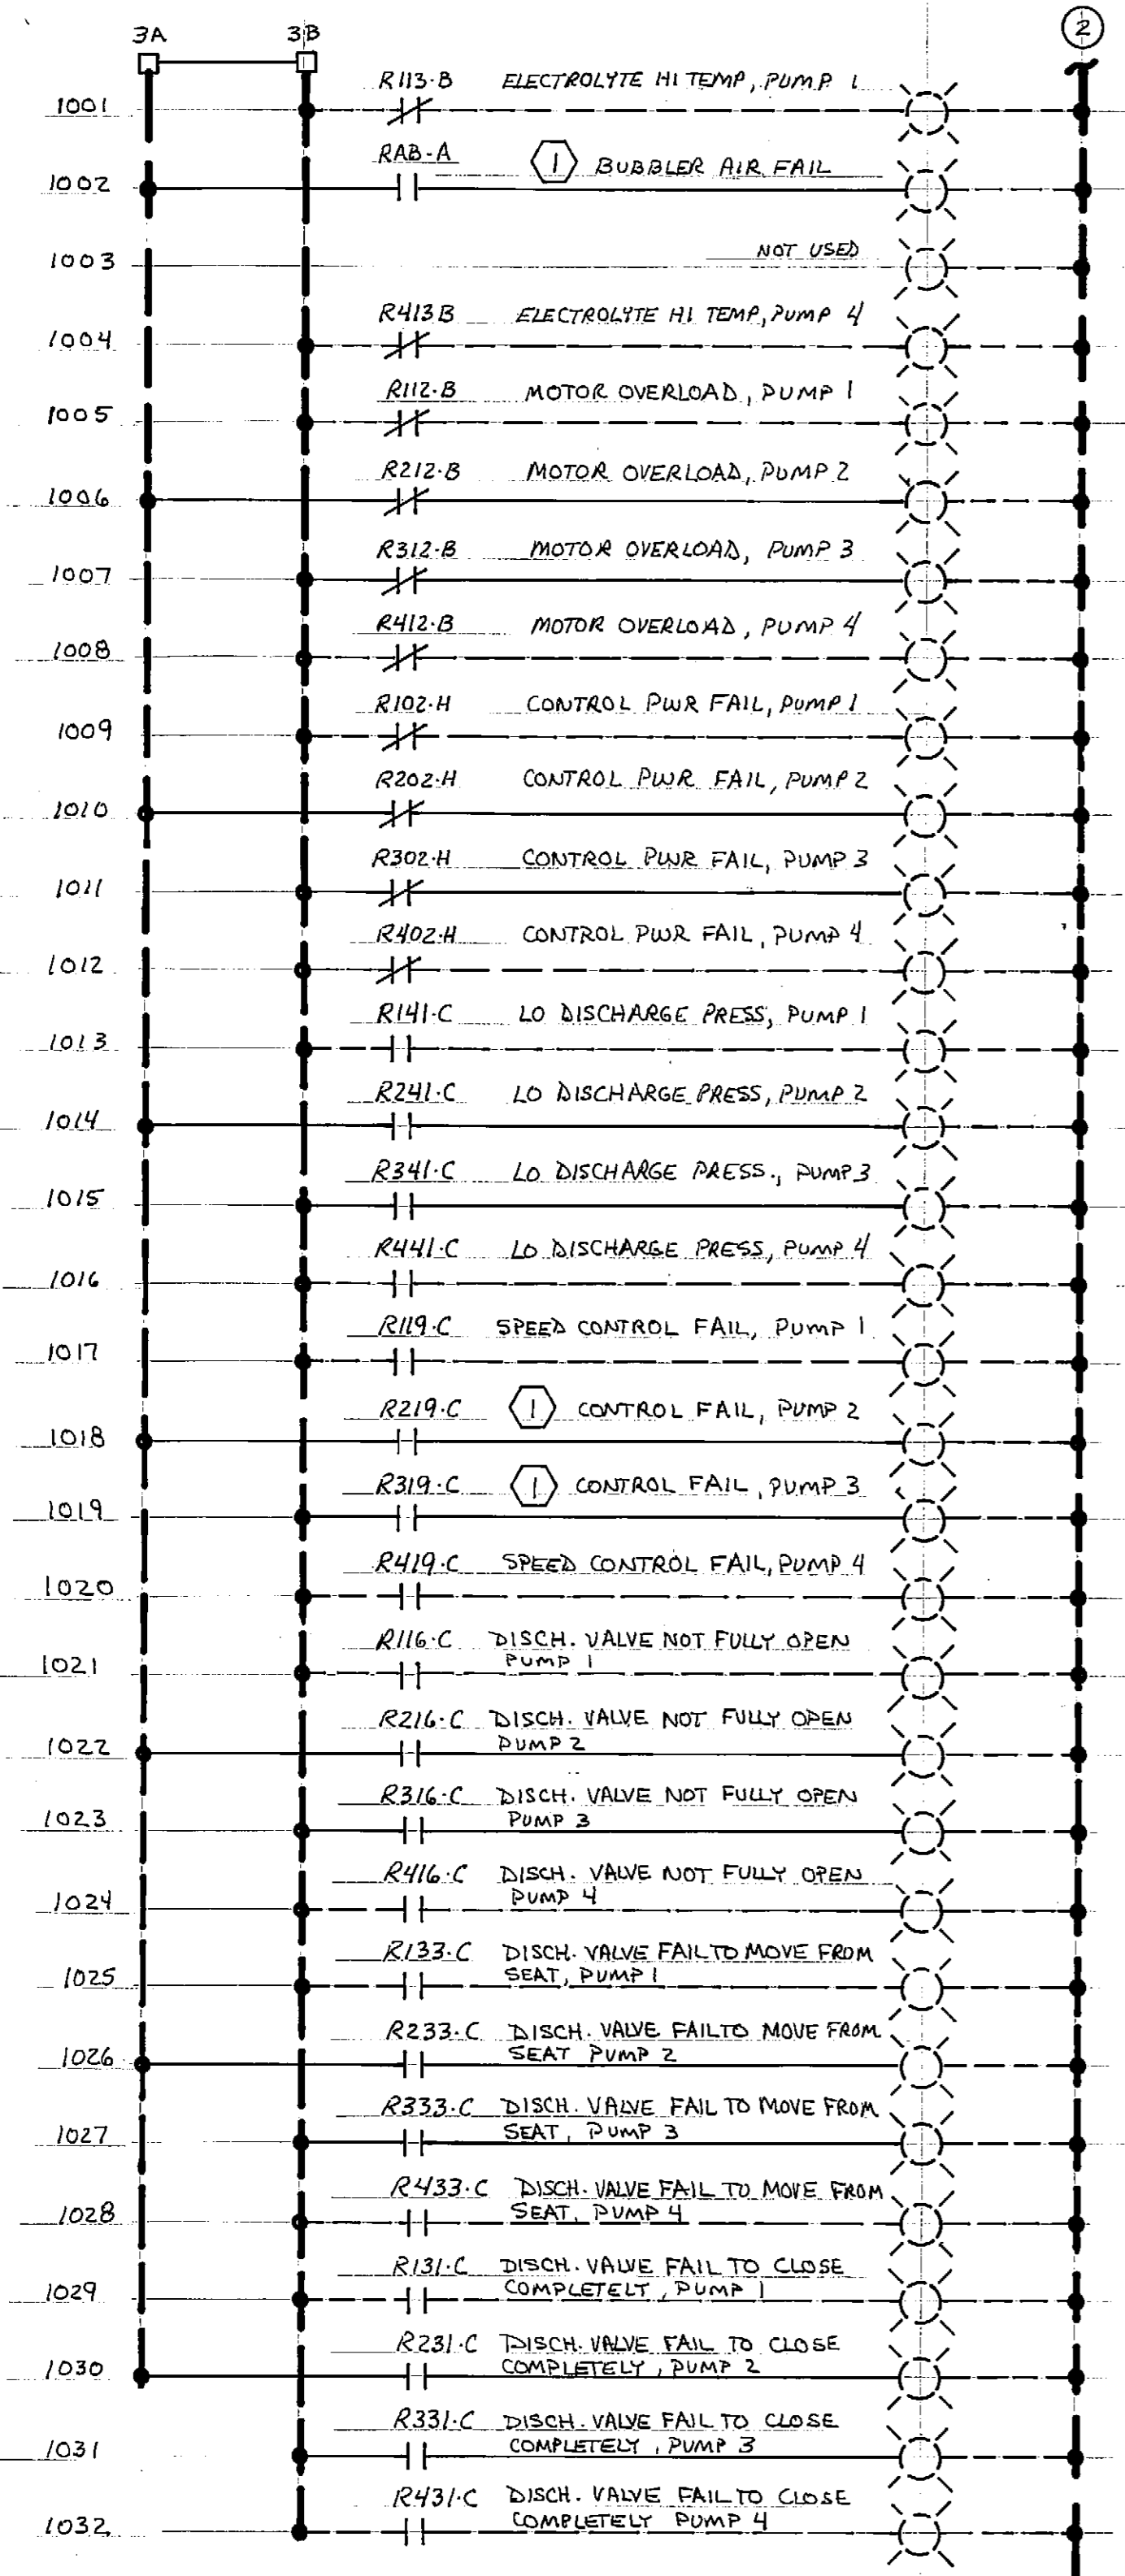 3A 3B 2
R113-B ELECTROLYTE HI TEMP, PUMP 1
1001
RAB-A 1 BUBBLER AIR FAIL
1002
NOT USED
1003
R413B ELECTROLYTE HI TEMP, PUMP 4
1004
R112-B MOTOR OVERLOAD, PUMP 1
1005
R212-B MOTOR OVERLOAD, PUMP 2
1006
R312-B MOTOR OVERLOAD, PUMP 3
1007
R412-B MOTOR OVERLOAD, PUMP 4
1008
R102-H CONTROL PWR FAIL, PUMP 1
1009
R202-H CONTROL PWR FAIL, PUMP 2
1010
R302-H CONTROL PWR FAIL, PUMP 3
1011
R402-H CONTROL PWR FAIL, PUMP 4
1012
R141-C LO DISCHARGE PRESS, PUMP 1
1013
R241-C LO DISCHARGE PRESS, PUMP 2
1014
R341-C LO DISCHARGE PRESS., PUMP 3
1015
R441-C LO DISCHARGE PRESS, PUMP 4
1016
R119-C SPEED CONTROL FAIL, PUMP 1
1017
R219-C 1 CONTROL FAIL, PUMP 2
1018
R319-C 1 CONTROL FAIL, PUMP 3
1019
R419-C SPEED CONTROL FAIL, PUMP 4
1020
R116-C DISCH. VALVE NOT FULLY OPEN
PUMP 1
1021
R216-C DISCH. VALVE NOT FULLY OPEN
PUMP 2
1022
R316-C DISCH. VALVE NOT FULLY OPEN
PUMP 3
1023
R416-C DISCH. VALVE NOT FULLY OPEN
PUMP 4
1024
R133-C DISCH. VALVE FAIL TO MOVE FROM
SEAT, PUMP 1
1025
R233-C DISCH. VALVE FAIL TO MOVE FROM
SEAT PUMP 2
1026
R333-C DISCH. VALVE FAIL TO MOVE FROM
SEAT, PUMP 3
1027
R433-C DISCH. VALVE FAIL TO MOVE FROM
SEAT, PUMP 4
1028
R131-C DISCH. VALVE FAIL TO CLOSE
COMPLETELY, PUMP 1
1029
R231-C DISCH. VALVE FAIL TO CLOSE
COMPLETELY, PUMP 2
1030
R331-C DISCH. VALVE FAIL TO CLOSE
COMPLETELY, PUMP 3
1031
R431-C DISCH. VALVE FAIL TO CLOSE
COMPLETELY PUMP 4
1032